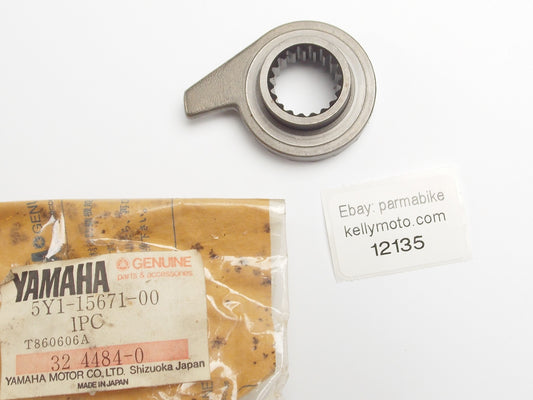 Ebay: parmabike
kellymoto.com
12135
GENUINE
YAMAHA
GENUINE
parts & accessories
5Y1-15671-00
1PC
T860606A
32 4484-0
YAMAHA MOTOR CO., LTD. Shizuoka Japan
MADE IN JAPAN